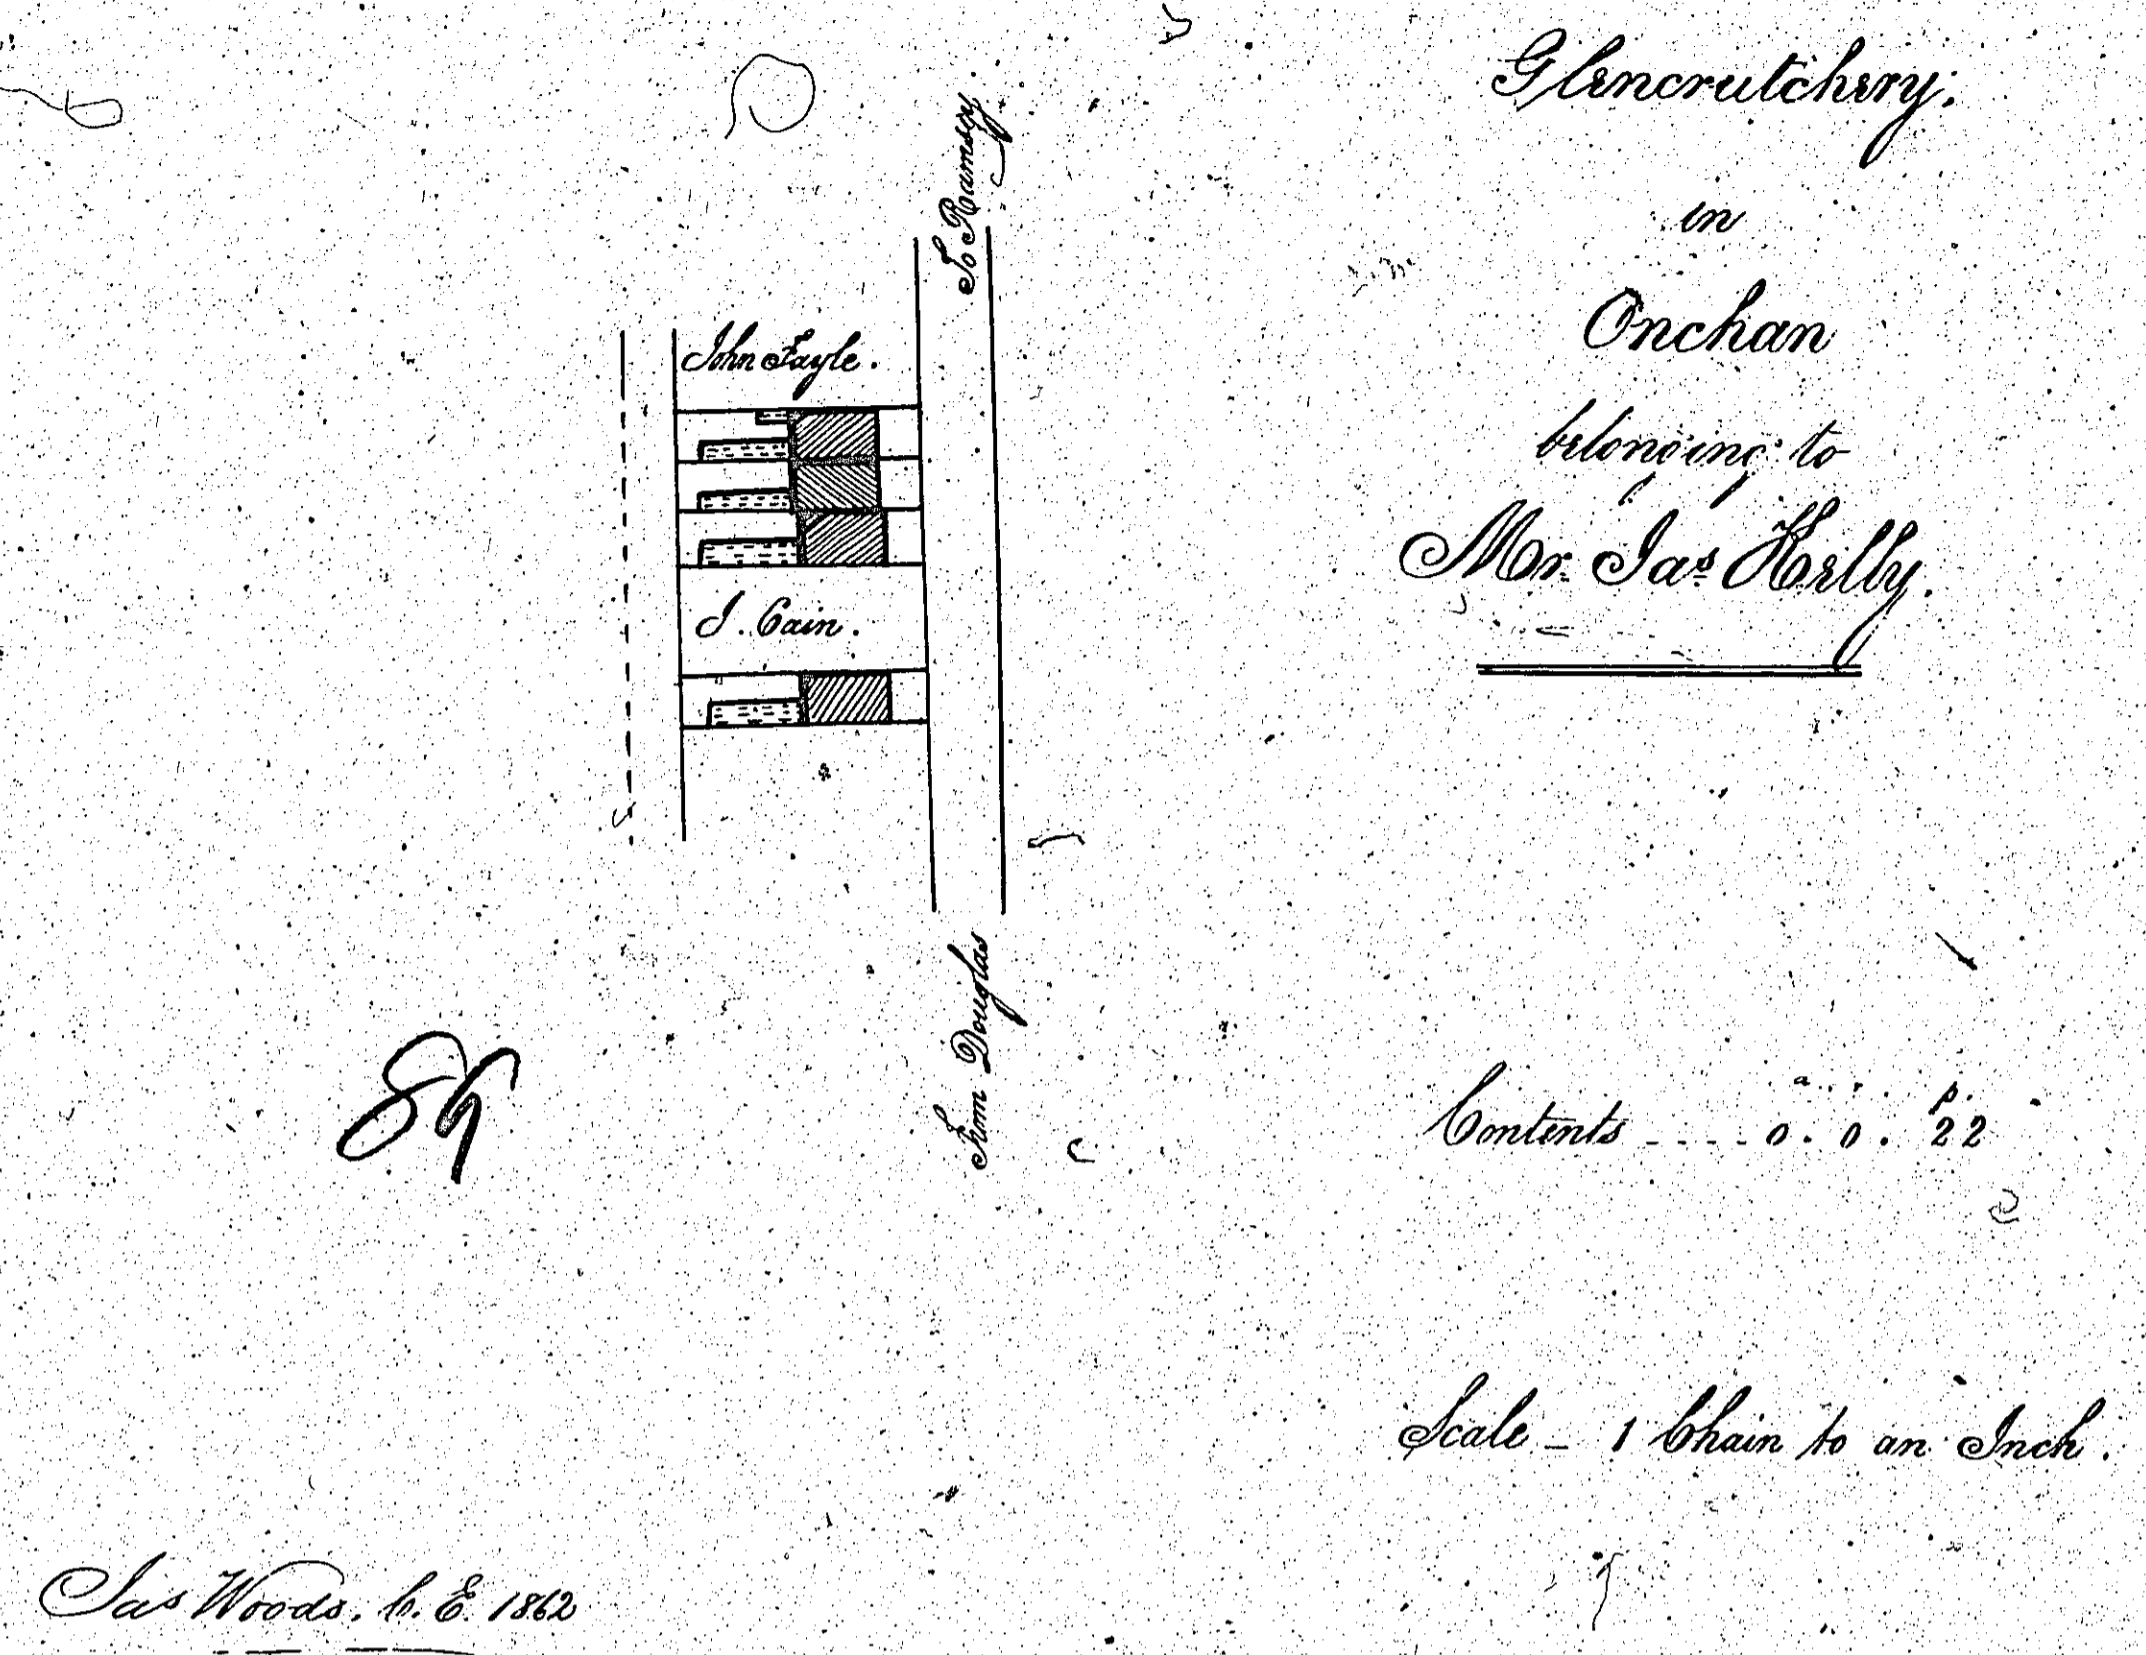 Glencrutchery.
in
Onchan
belonging to
Mr. Jas Kelly.
To Ramsey
John Fayle.
J. Cain.
From Douglas
a. r. p.
Contents ---- 0. 0. 22
Scale - 1 Chain to an Inch.
Jas Woods. C. E. 1862